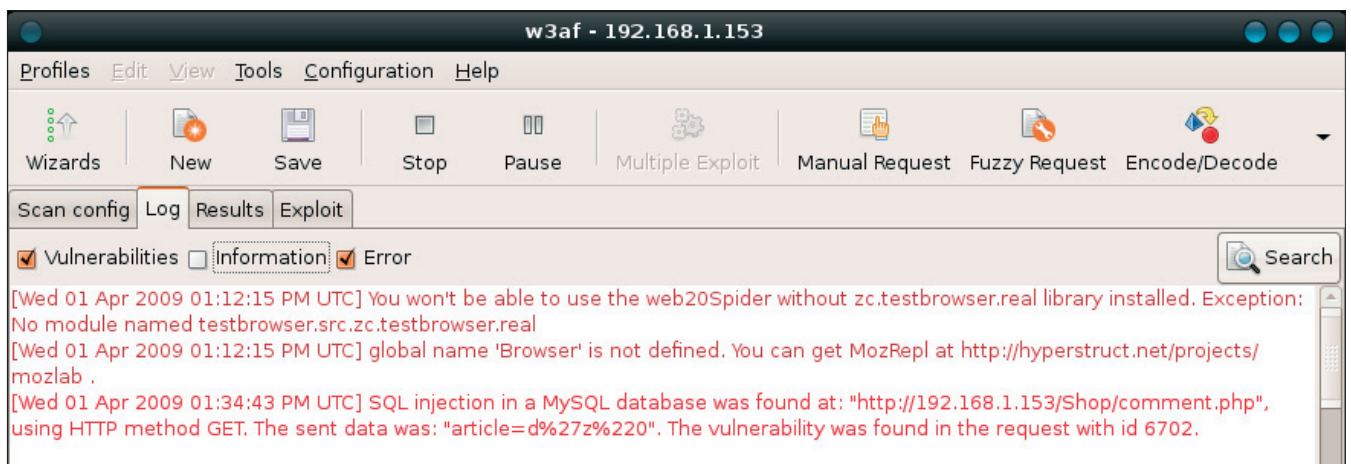 w3af - 192.168.1.153
Profiles Edit View Tools Configuration Help
Wizards New Save Stop Pause Multiple Exploit Manual Request Fuzzy Request Encode/Decode
Scan config Log Results Exploit
Vulnerabilities Information Error Search
[Wed 01 Apr 2009 01:12:15 PM UTC] You won't be able to use the web20Spider without zc.testbrowser.real library installed. Exception:
No module named testbrowser.src.zc.testbrowser.real
[Wed 01 Apr 2009 01:12:15 PM UTC] global name 'Browser' is not defined. You can get MozRepl at http://hyperstruct.net/projects/
mozlab .
[Wed 01 Apr 2009 01:34:43 PM UTC] SQL injection in a MySQL database was found at: "http://192.168.1.153/Shop/comment.php",
using HTTP method GET. The sent data was: "article=d%27z%220". The vulnerability was found in the request with id 6702.